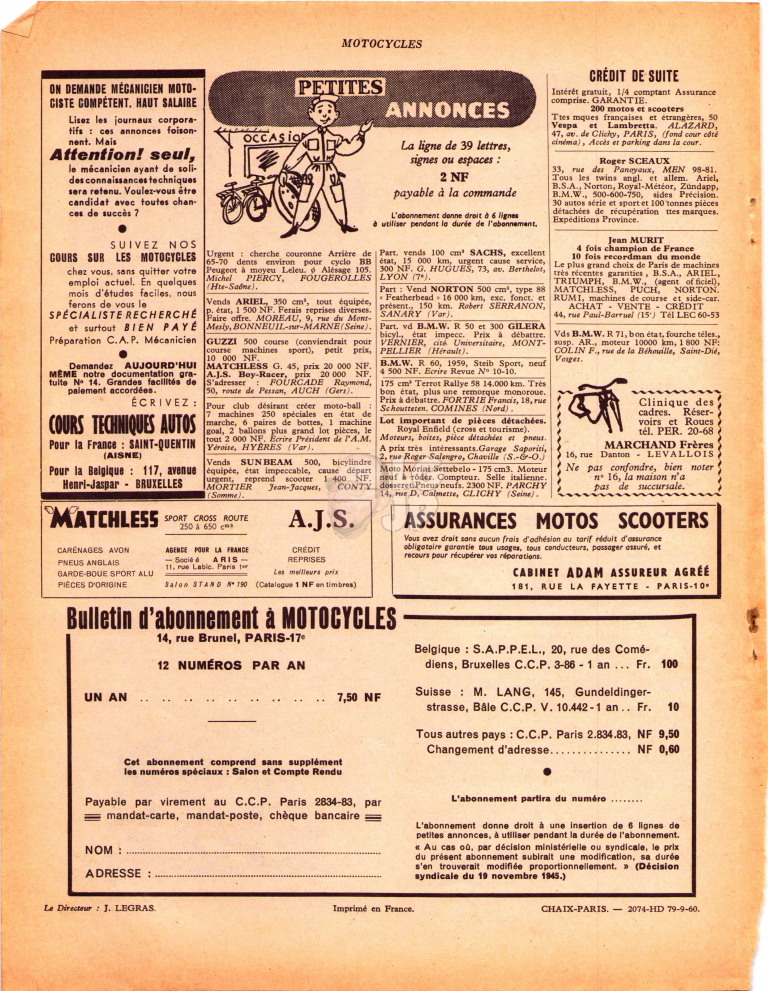 MOTOCYCLES
ON DEMANDE MÉCANICIEN MOTO-
CISTE COMPÉTENT. HAUT SALAIRE
Lisez les journaux corpora-
tifs : ces annonces foison-
nent. Mais
Attention! seul,
le mécanicien ayant de soli-
des connaissances techniques
sera retenu. Voulez-vous être
candidat avec toutes chan-
ces de succès ?
SUIVEZ NOS
COURS SUR LES MOTOCYCLES
chez vous, sans quitter votre
emploi actuel. En quelques
mois d'études faciles, nous
ferons de vous le
SPÉCIALISTE RECHERCHÉ
et surtout BIEN PAYÉ
Préparation C.A.P. Mécanicien
Demandez AUJOURD'HUI
MÊME notre documentation gra-
tuite N° 14. Grandes facilités de
paiement accordées.
ÉCRIVEZ :
COURS TECHNIQUES AUTOS
Pour la France : SAINT-QUENTIN
(AISNE)
Pour la Belgique : 117, avenue
Henri-Jaspar - BRUXELLES
PETITES
ANNONCES
OCCASION
La ligne de 39 lettres,
signes ou espaces :
2 NF
payable à la commande
L'abonnement donne droit à 6 lignes
à utiliser pendant la durée de l'abonnement.
Urgent : cherche couronne Arrière de
65-70 dents environ pour cyclo BB
Peugeot à moyeu Leleu. ø Alésage 105.
Michel PIERCY, FOUGEROLLES
(Hte-Saône).
Vends ARIEL, 350 cm³, tout équipée,
p. état, 1 500 NF. Ferais reprises diverses.
Faire offre. MOREAU, 9, rue du Mont-
Mesly, BONNEUIL-sur-MARNE (Seine).
GUZZI 500 course (conviendrait pour
course machines sport), petit prix,
10 000 NF.
MATCHLESS G. 45, prix 20 000 NF.
A.J.S. Boy-Racer, prix 20 000 NF.
S'adresser : FOURCADE Raymond,
50, route de Pessan, AUCH (Gers).
Pour club désirant créer moto-ball :
7 machines 250 spéciales en état de
marche, 6 paires de bottes, 1 machine
goal, 2 ballons plus grand lot pièces, le
tout 2 000 NF. Ecrire Président de l'A.M.
Yéroise, HYÈRES (Var).
Vends SUNBEAM 500, bicylindre
équipée, état impeccable, cause départ
urgent, reprend scooter 1 400 NF.
MORTIER Jean-Jacques, CONTY
(Somme).
Part. vends 100 cm³ SACHS, excellent
état, 15 000 km, urgent cause service,
300 NF. G. HUGUES, 73, av. Berthelot,
LYON (7e).
Part : Vend NORTON 500 cm³, type 88
« Featherbead » 16 000 km, exc. fonct. et
présent., 150 km. Robert SERRANON,
SANARY (Var).
Part. vd B.M.W. R 50 et 300 GILERA
bicyl., état impecc. Prix à débattre.
VERNIER, cité Universitaire, MONT-
PELLIER (Hérault).
B.M.W. R 60, 1959, Steib Sport, neuf
4 500 NF. Ecrire Revue N° 10-10.
175 cm³ Terrot Rallye 58 14.000 km. Très
bon état, plus une remorque monoroue.
Prix à débattre. FORTRIE Francis, 18, rue
Schoutteten. COMINES (Nord).
Lot important de pièces détachées.
Royal Enfield (cross et tourisme).
Moteurs, boites, pièce détachées et pneus.
A prix très intéressants. Garage Saporis,
2, rue Roger-Salengro, Chaville (S.-&-O.)
Moto Morini Settebelo - 175 cm3. Moteur
neuf à roder. Compteur. Selle italienne.
dosseret. Pneus neufs. 2300 NF. PARCHY
14, rue D. Calmette, CLICHY (Seine).
CRÉDIT DE SUITE
Intérêt gratuit, 1/4 comptant Assurance
comprise. GARANTIE.
200 motos et scooters
Ttes mques françaises et étrangères, 50
Vespa et Lambretta. ALAZARD,
47, av. de Clichy, PARIS, (fond cour côté
cinéma), Accès et parking dans la cour.
Roger SCEAUX
33, rue des Panoyaux, MEN 98-81.
Tous les twins angl. et allem. Ariel,
B.S.A., Norton, Royal-Météor, Zündapp,
B.M.W., 500-600-750, sides Précision.
30 autos série et sport et 100 tonnes pièces
détachées de récupération ttes marques.
Expéditions Province.
Jean MURIT
4 fois champion de France
10 fois recordman du monde
Le plus grand choix de Paris de machines
très récentes garanties, B.S.A., ARIEL,
TRIUMPH, B.M.W., (agent officiel),
MATCHLESS, PUCH, NORTON.
RUMI, machines de course et side-car.
ACHAT - VENTE - CRÉDIT
44, rue Paul-Barruel (15e) Tél LEC 60-53
Vds B.M.W. R 71, bon état, fourche téles.,
susp. AR., moteur 10000 km, 1 800 NF:
COLIN F., rue de la Béhouille, Saint-Dié,
Vosges.
Clinique des
cadres. Réser-
voirs et Roues
tél. PER. 20-68
MARCHAND Frères
16, rue Danton - LEVALLOIS
Ne pas confondre, bien noter
n° 16, la maison n'a
pas de succursale.
MATCHLESS SPORT CROSS ROUTE
250 à 650 cm3
A.J.S.
CARÉNAGES AVON
PNEUS ANGLAIS
GARDE-BOUE SPORT ALU
PIÈCES D'ORIGINE
AGENCE POUR LA FRANCE
— Société ARIS —
11, rue Labic. Paris 1er
Salon STAND N° 190
CRÉDIT
REPRISES
Les meilleurs prix
(Catalogue 1 NF en timbres)
ASSURANCES MOTOS SCOOTERS
Vous avez droit sans aucun frais d'adhésion au tarif réduit d'assurance
obligatoire garantie tous usages, tous conducteurs, passager assuré, et
recours pour récupérer vos réparations.
CABINET ADAM ASSUREUR AGRÉÉ
181, RUE LA FAYETTE - PARIS-10e
Bulletin d'abonnement à MOTOCYCLES
14, rue Brunel, PARIS-17e
12 NUMÉROS PAR AN
UN AN .. .. .. .. .. .. .. .. .. 7,50 NF
Cet abonnement comprend sans supplément
les numéros spéciaux : Salon et Compte Rendu
Payable par virement au C.C.P. Paris 2834-83, par
mandat-carte, mandat-poste, chèque bancaire
NOM : ..........
ADRESSE : ..........
Belgique : S.A.P.P.E.L., 20, rue des Comé-
diens, Bruxelles C.C.P. 3-86 - 1 an ... Fr. 100
Suisse : M. LANG, 145, Gundeldinger-
strasse, Bâle C.C.P. V. 10.442 - 1 an .. Fr. 10
Tous autres pays : C.C.P. Paris 2.834.83, NF 9,50
Changement d'adresse............... NF 0,60
L'abonnement partira du numéro ........
L'abonnement donne droit à une insertion de 6 lignes de
petites annonces, à utiliser pendant la durée de l'abonnement.
« Au cas où, par décision ministérielle ou syndicale, le prix
du présent abonnement subirait une modification, sa durée
s'en trouverait modifiée proportionnellement. » (Décision
syndicale du 19 novembre 1945.)
Le Directeur : J. LEGRAS.
Imprimé en France.
CHAIX-PARIS. — 2074-HD 79-9-60.